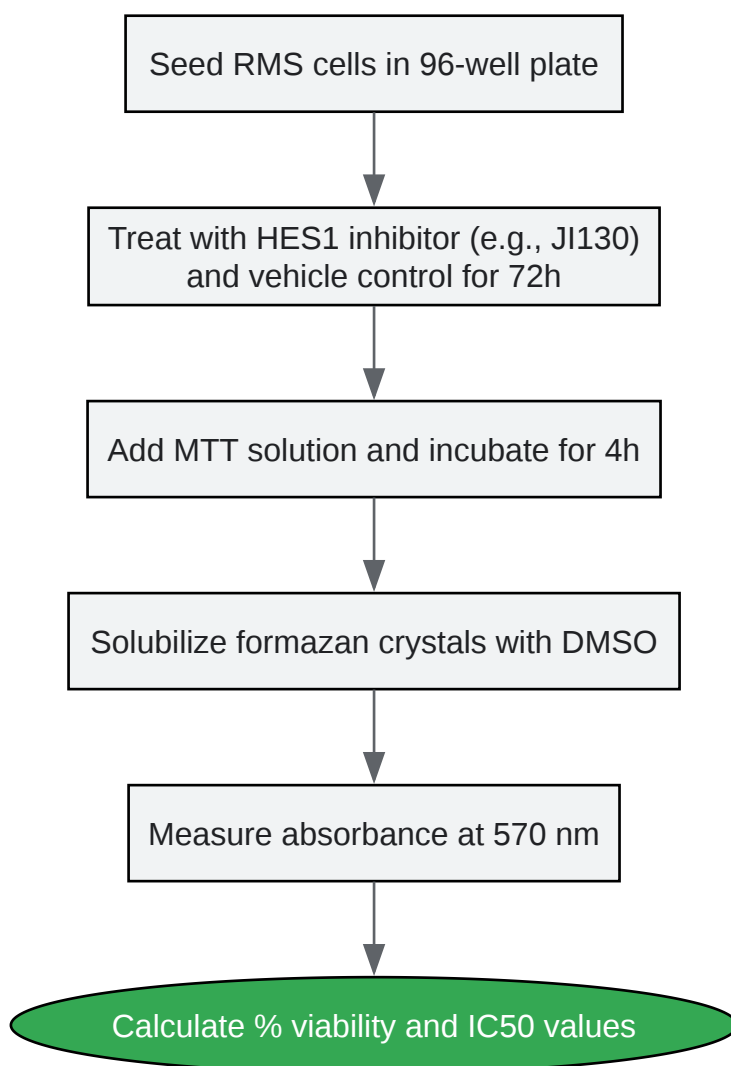 Seed RMS cells in 96-well plate
Treat with HES1 inhibitor (e.g., JI130)
and vehicle control for 72h
Add MTT solution and incubate for 4h
Solubilize formazan crystals with DMSO
Measure absorbance at 570 nm
Calculate % viability and IC50 values